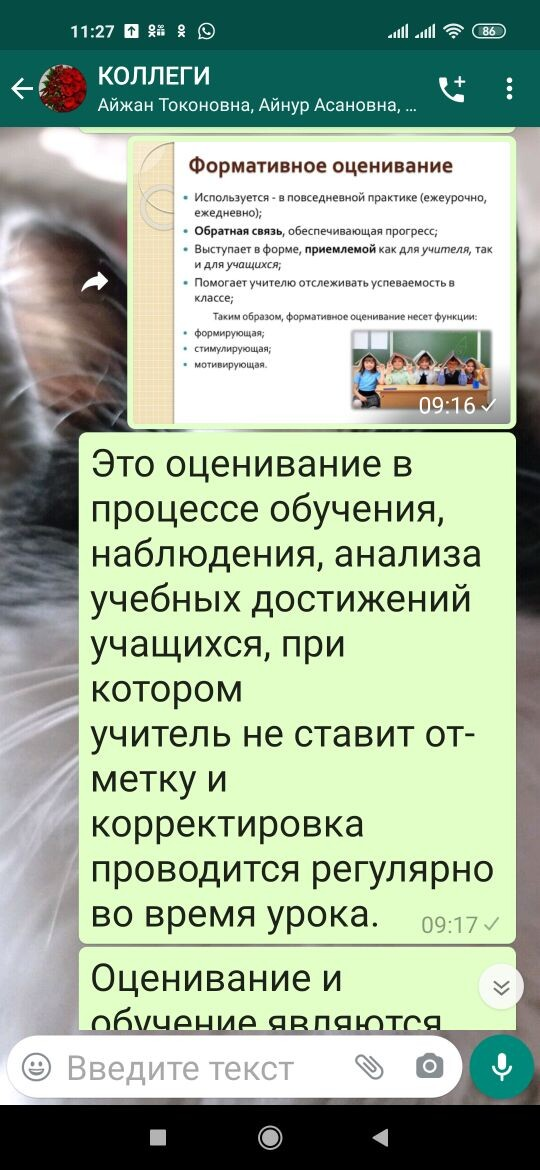 11:27
86
КОЛЛЕГИ
Айжан Токоновна, Айнур Асановна, ...
Формативное оценивание
• Используется - в повседневной практике (ежеурочно,
ежедневно);
• Обратная связь, обеспечивающая прогресс;
• Выступает в форме, приемлемой как для учителя, так
и для учащихся;
• Помогает учителю отслеживать успеваемость в
классе;
Таким образом, формативное оценивание несет функции:
• формирующая;
• стимулирующая;
• мотивирующая.
09:16
Это оценивание в
процессе обучения,
наблюдения, анализа
учебных достижений
учащихся, при
котором
учитель не ставит от-
метку и
корректировка
проводится регулярно
во время урока.
09:17
Оценивание и
обучение являются
Введите текст